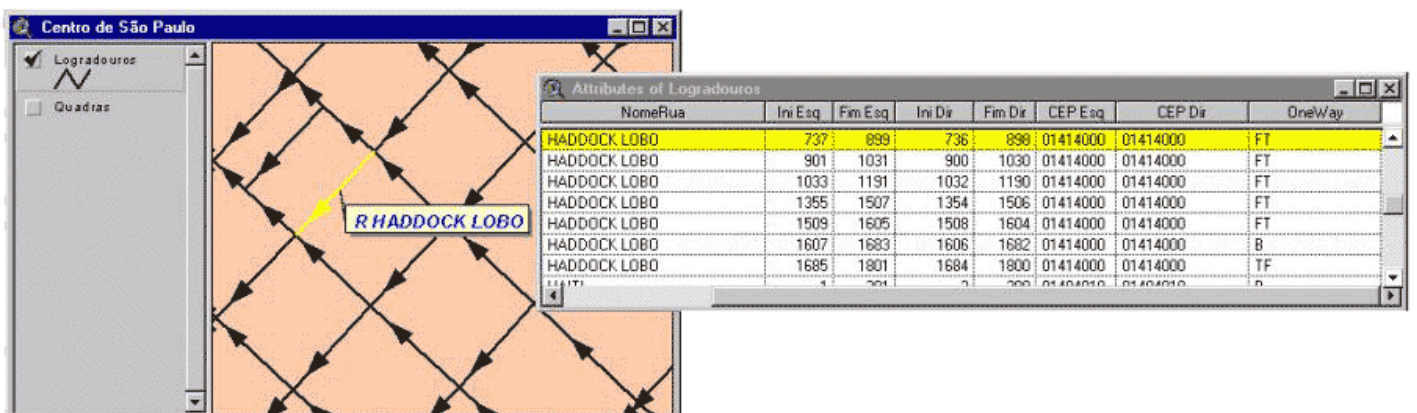 Centro de São Paulo
Logradouros
Quadras
R HADDOCK LOBO
Attributes of Logradouros
NomeRua Ini Esq Fim Esq Ini Dir Fim Dir CEP Esq CEP Dir OneWay
HADDOCK LOBO 737 899 736 898 01414000 01414000 FT
HADDOCK LOBO 901 1031 900 1030 01414000 01414000 FT
HADDOCK LOBO 1033 1191 1032 1190 01414000 01414000 FT
HADDOCK LOBO 1355 1507 1354 1506 01414000 01414000 FT
HADDOCK LOBO 1509 1605 1508 1604 01414000 01414000 FT
HADDOCK LOBO 1607 1683 1606 1682 01414000 01414000 B
HADDOCK LOBO 1685 1801 1684 1800 01414000 01414000 TF